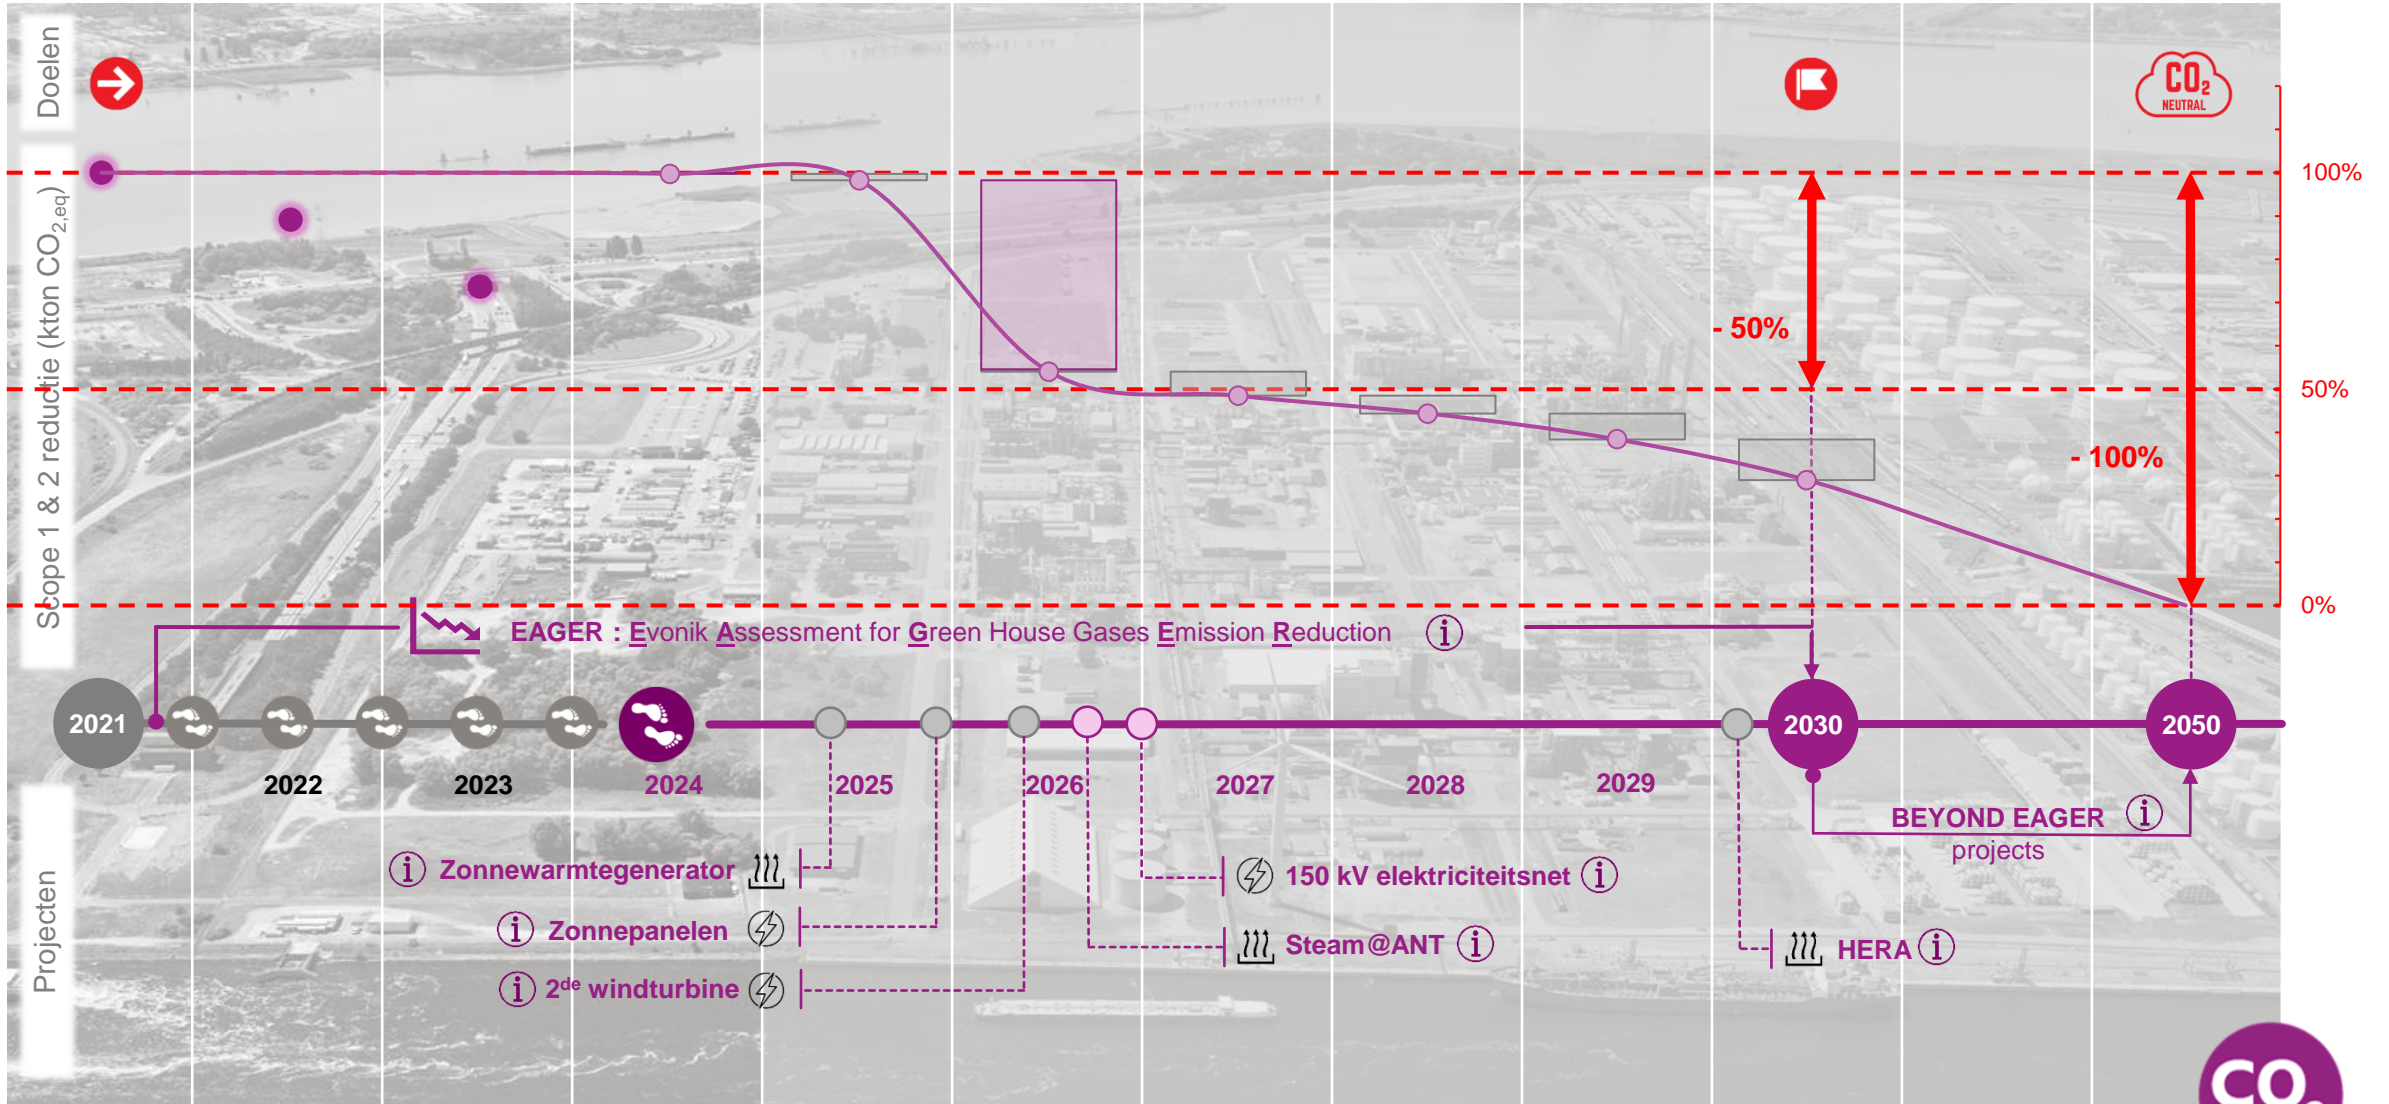 Doelen
CO2
NEUTRAL
Scope 1 & 2 reductie (kton CO2,eq)
100%
- 50%
50%
- 100%
0%
EAGER : Evonik Assessment for Green House Gases Emission Reduction i
2021
2030
2050
2022
2023
2024
2025
2026
2027
2028
2029
BEYOND EAGER i
projects
Projecten
i Zonnewarmtegenerator
150 kV elektriciteitsnet i
i Zonnepanelen
Steam@ANT i
HERA i
i 2de windturbine
CO2